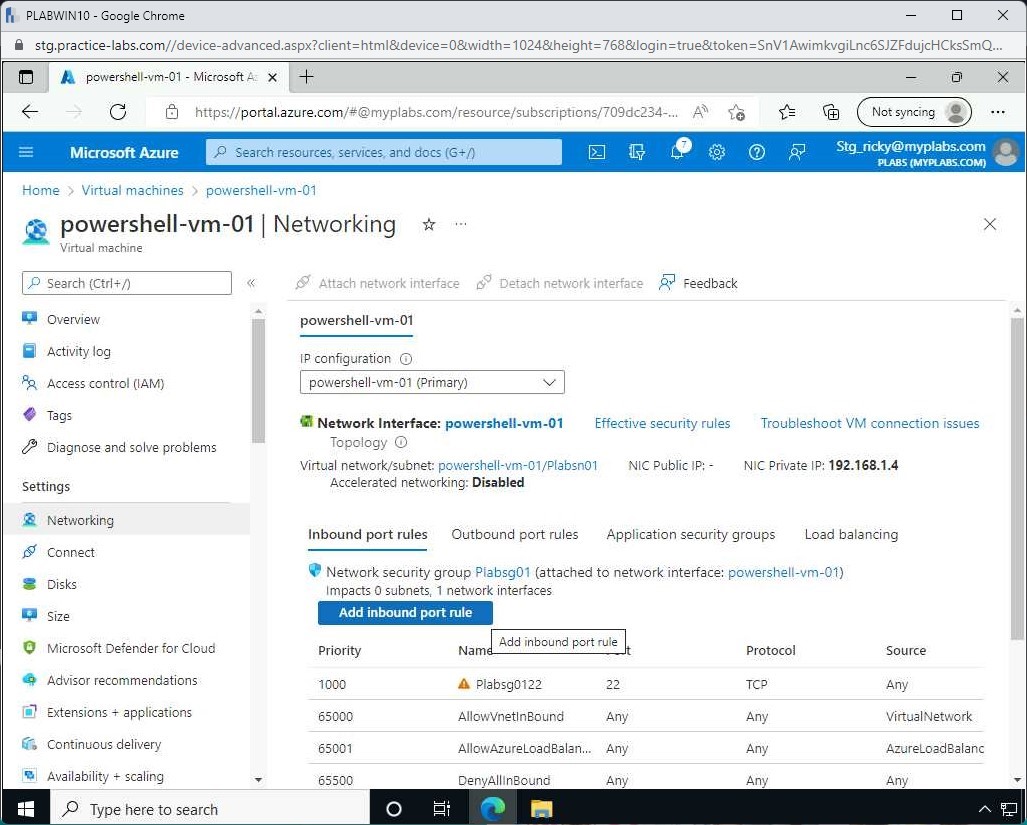 PLABWIN10 - Google Chrome
stg.practice-labs.com//device-advanced.aspx?client=html&device=0&width=1024&height=768&login=true&token=SnV1AwimkvgiLnc6SJZFdujcHCksSmQ...
powershell-vm-01 - Microsoft Az
https://portal.azure.com/#@myplabs.com/resource/subscriptions/709dc234-...
Not syncing
Microsoft Azure
Search resources, services, and docs (G+/)
7
Stg_ricky@myplabs.com
PLABS (MYPLABS.COM)
Home > Virtual machines > powershell-vm-01
powershell-vm-01 | Networking
Virtual machine
Search (Ctrl+/)
Attach network interface
Detach network interface
Feedback
Overview
Activity log
Access control (IAM)
Tags
Diagnose and solve problems
Settings
Networking
Connect
Disks
Size
Microsoft Defender for Cloud
Advisor recommendations
Extensions + applications
Continuous delivery
Availability + scaling
powershell-vm-01
IP configuration
powershell-vm-01 (Primary)
Network Interface: powershell-vm-01 Effective security rules Troubleshoot VM connection issues
Topology
Virtual network/subnet: powershell-vm-01/Plabsn01 NIC Public IP: - NIC Private IP: 192.168.1.4
Accelerated networking: Disabled
Inbound port rules Outbound port rules Application security groups Load balancing
Network security group Plabsg01 (attached to network interface: powershell-vm-01)
Impacts 0 subnets, 1 network interfaces
Add inbound port rule
Add inbound port rule
Priority Name Protocol Source
1000 Plabsg0122 22 TCP Any
65000 AllowVnetInBound Any Any VirtualNetwork
65001 AllowAzureLoadBalan... Any Any AzureLoadBalanc
65500 DenyAllInBound Any Any Any
Type here to search